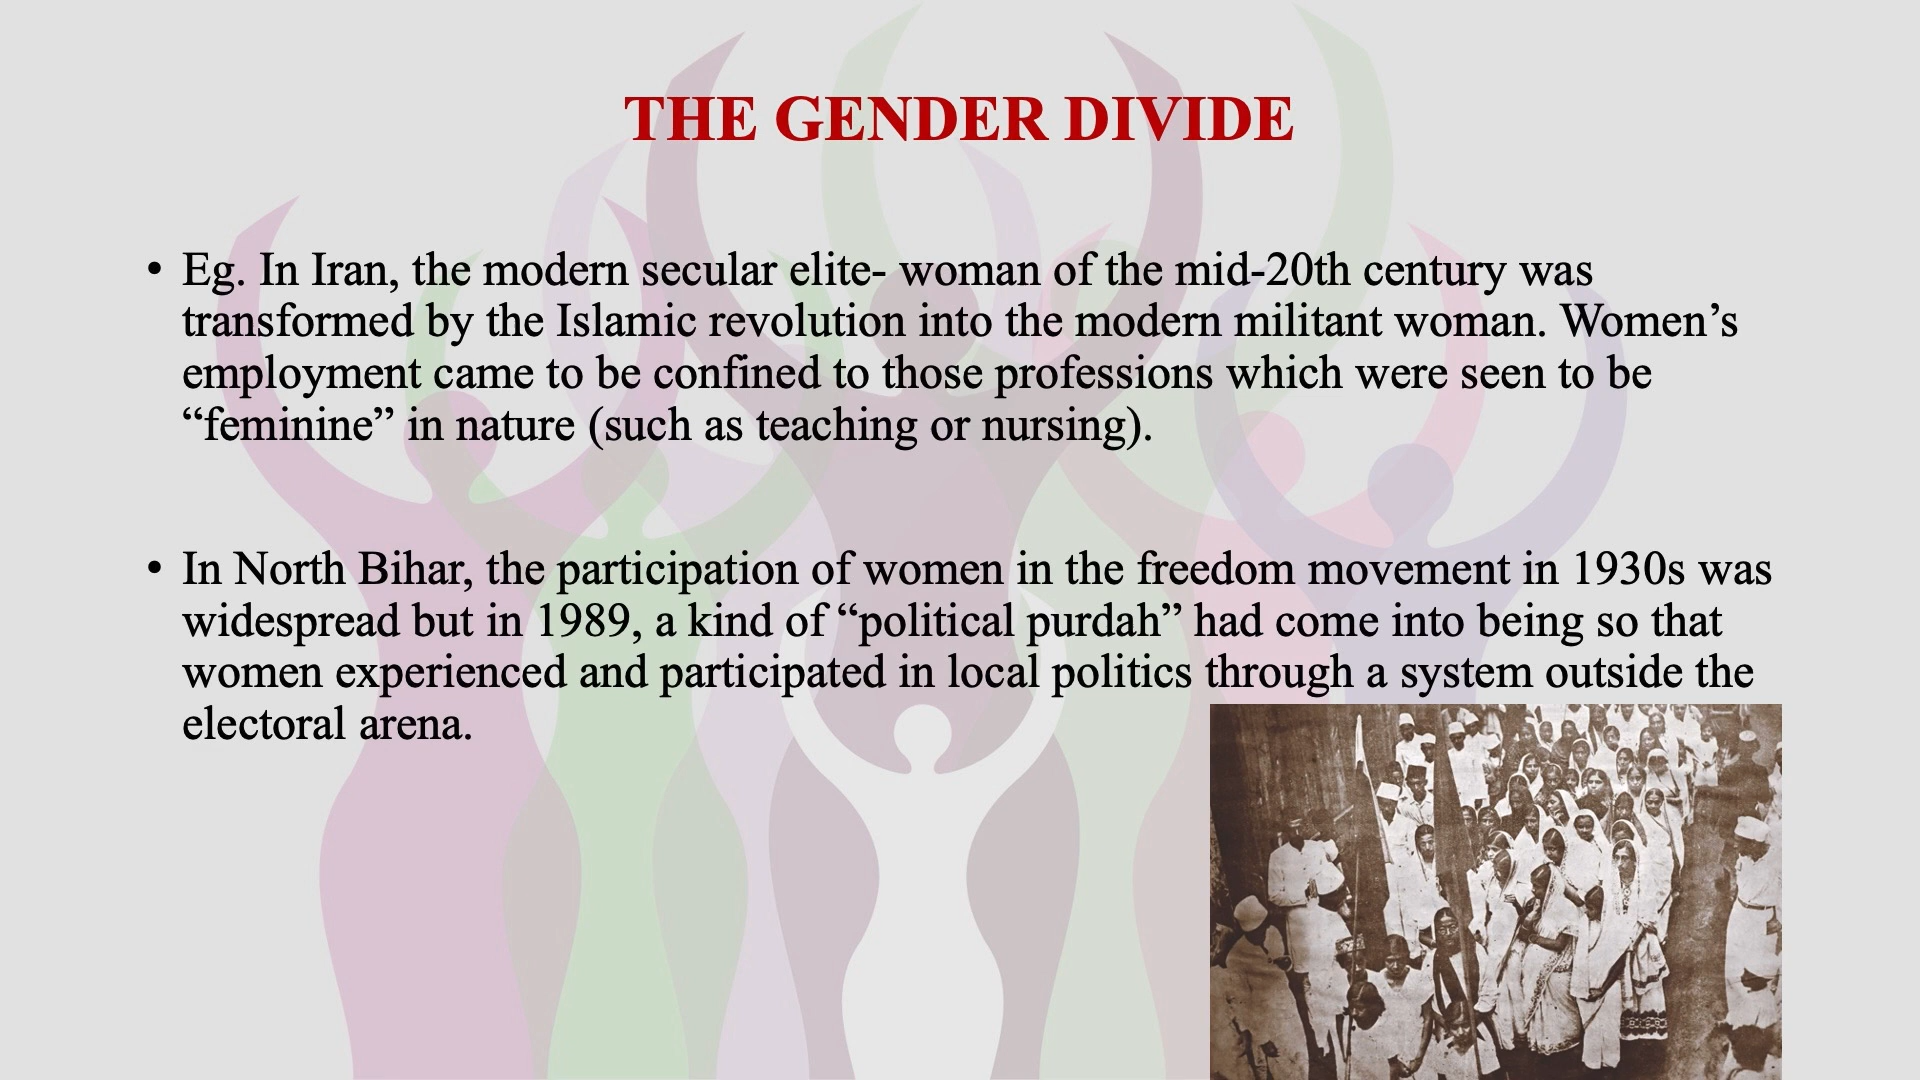 THE GENDER DIVIDE
• Eg. In Iran, the modern secular elite- woman of the mid-20th century was
transformed by the Islamic revolution into the modern militant woman. Women’s
employment came to be confined to those professions which were seen to be
“feminine” in nature (such as teaching or nursing).
• In North Bihar, the participation of women in the freedom movement in 1930s was
widespread but in 1989, a kind of “political purdah” had come into being so that
women experienced and participated in local politics through a system outside the
electoral arena.